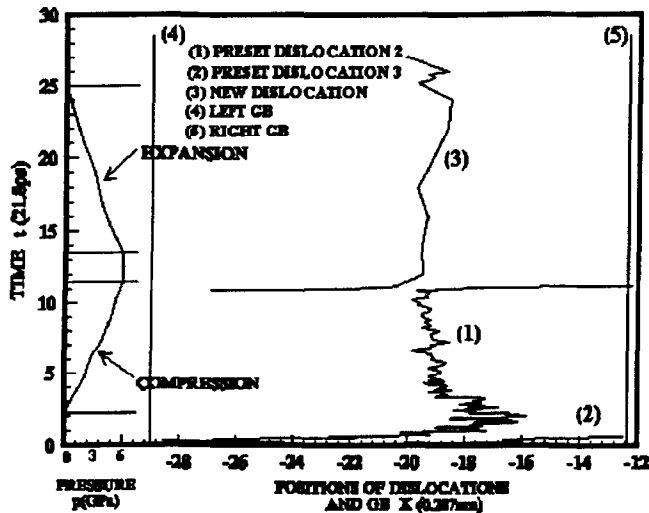 30
25
20
15
10
5
0
TIME t (21.8ps)
(4)
(5)
(1) PRESET DISLOCATION 2
(2) PRESET DISLOCATION 3
(3) NEW DISLOCATION
(4) LEFT GB
(5) RIGHT GB
EXPANSION
(3)
(1)
COMPRESSION
(2)
0 3 6
-28 -26 -24 -22 -20 -18 -16 -14 -12
PRESSURE
p(GPa)
POSITIONS OF DISLOCATIONS
AND GB X (0.287nm)